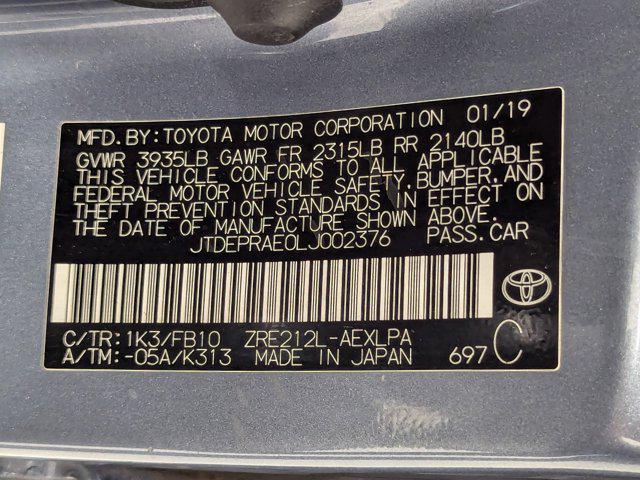 MFD. BY: TOYOTA MOTOR CORPORATION 01/19
GVWR 3935LB GAWR FR 2315LB RR 2140LB
THIS VEHICLE CONFORMS TO ALL APPLICABLE
FEDERAL MOTOR VEHICLE SAFETY, BUMPER, AND
THEFT PREVENTION STANDARDS IN EFFECT ON
THE DATE OF MANUFACTURE SHOWN ABOVE.
JTDEPRAE0LJ002376 PASS. CAR
C/TR: 1K3/FB10 ZRE212L-AEXLPA
A/TM: -05A/K313 MADE IN JAPAN 697 C